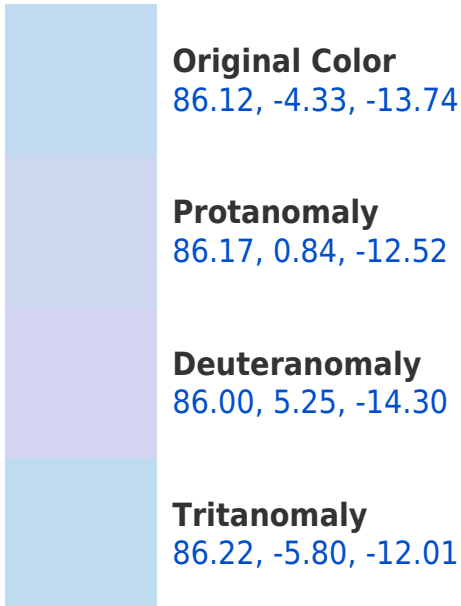 Original Color
86.12, -4.33, -13.74
Protanomaly
86.17, 0.84, -12.52
Deuteranomaly
86.00, 5.25, -14.30
Tritanomaly
86.22, -5.80, -12.01